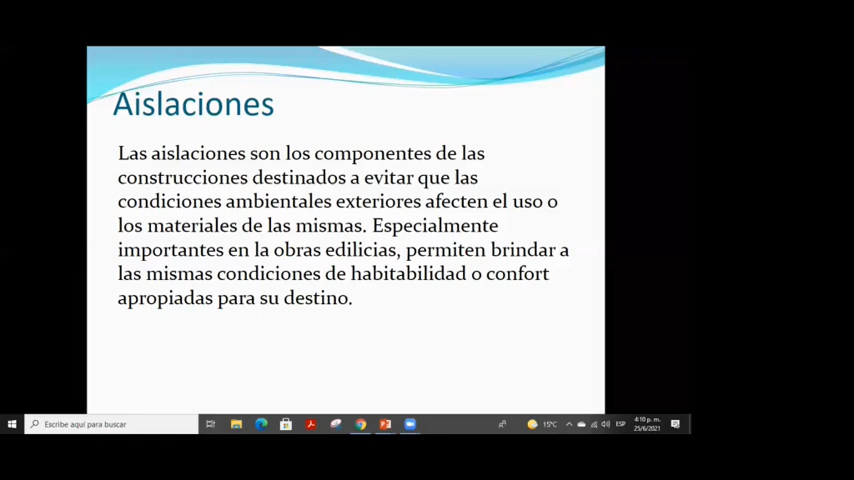 Aislaciones
Las aislaciones son los componentes de las
construcciones destinados a evitar que las
condiciones ambientales exteriores afecten el uso o
los materiales de las mismas. Especialmente
importantes en la obras edilicias, permiten brindar a
las mismas condiciones de habitabilidad o confort
apropiadas para su destino.
Escribe aquí para buscar
15°C
ESP
4:10 p. m.
25/6/2021